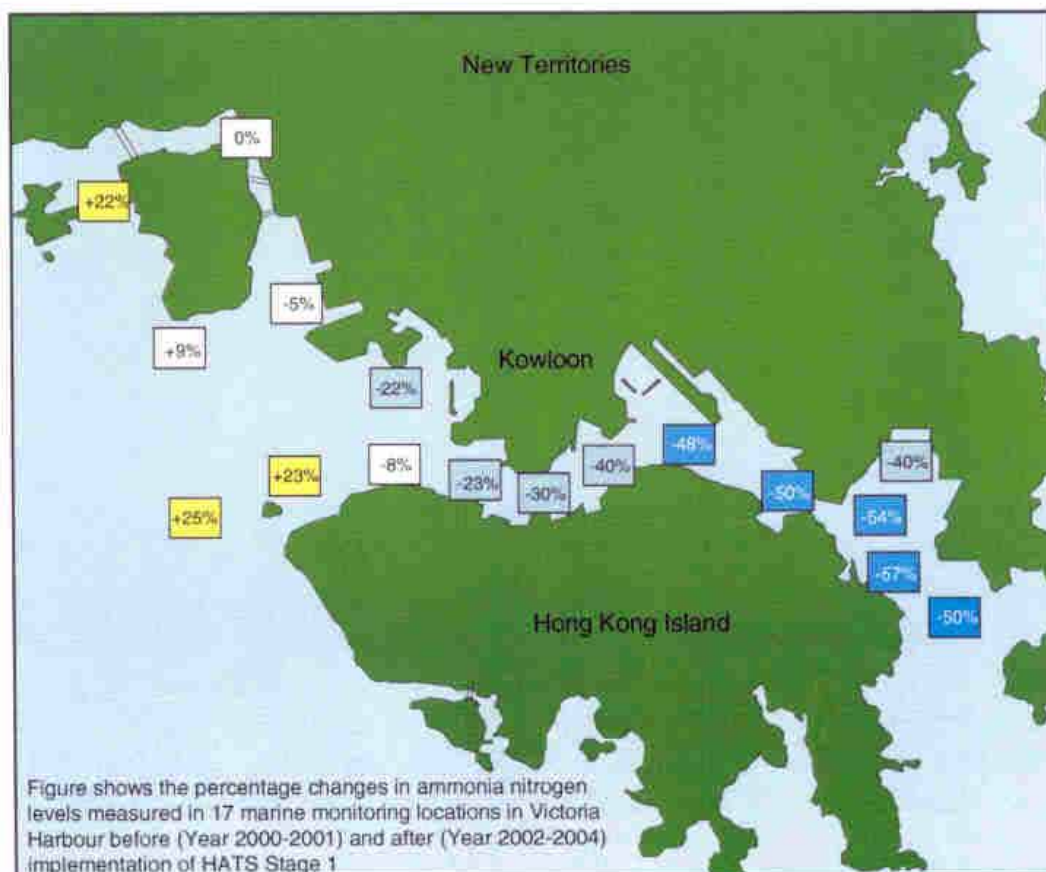 New Territories
0%
+22%
-5%
+9%
Kowloon
-22%
-48%
-8%
-40%
-40%
+23%
-23%
-30%
-50%
+25%
-54%
-57%
-50%
Hong Kong Island
Figure shows the percentage changes in ammonia nitrogen
levels measured in 17 marine monitoring locations in Victoria
Harbour before (Year 2000-2001) and after (Year 2002-2004)
implementation of HATS Stage 1